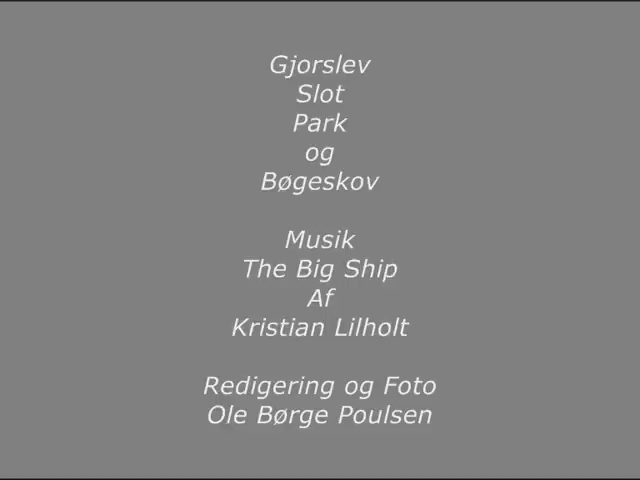 Gjorslev
Slot
Park
og
Bøgeskov
Musik
The Big Ship
Af
Kristian Lilholt
Redigering og Foto
Ole Børge Poulsen